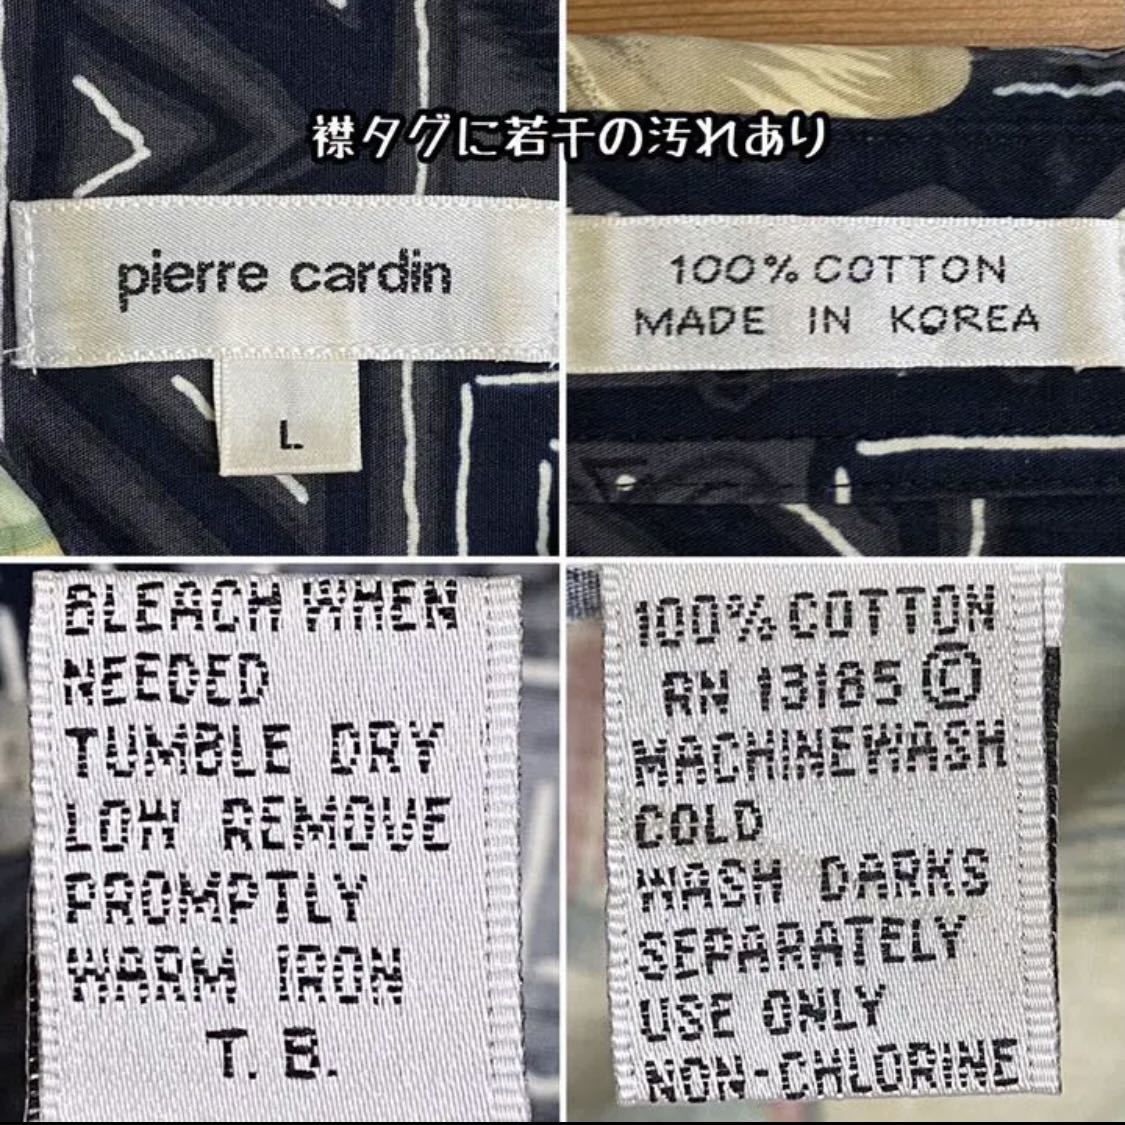 襟タグに若干の汚れあり
pierre cardin
L
100% COTTON
MADE IN KOREA
BLEACH WHEN
NEEDED
TUMBLE DRY
LOW REMOVE
PROMPTLY
WARM IRON
T. B.
100% COTTON
RN 13185 Ⓒ
MACHINE WASH
COLD
WASH DARKS
SEPARATELY
USE ONLY
NON-CHLORINE